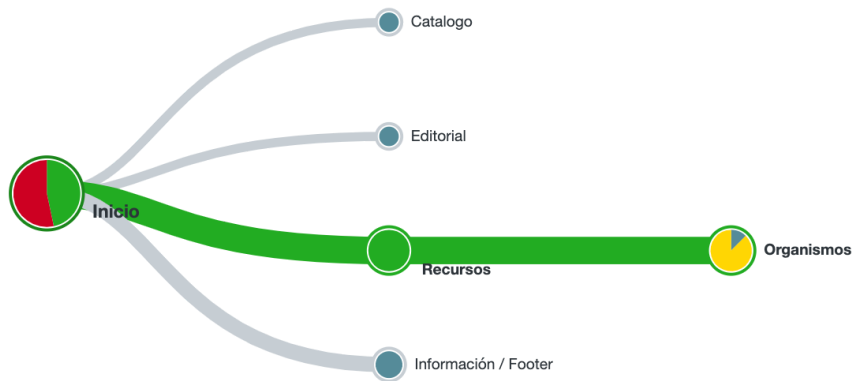 Catalogo
Editorial
Inicio
Recursos
Organismos
Información / Footer